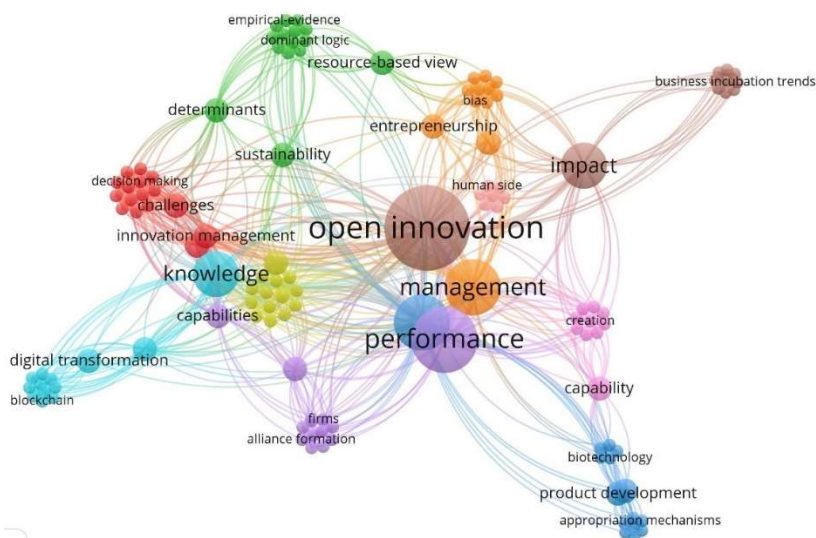 empirical-evidence
dominant logic
resource-based view
business incubation trends
bias
determinants
entrepreneurship
sustainability
impact
decision making
human side
challenges
open innovation
innovation management
knowledge
management
capabilities
creation
performance
digital transformation
capability
blockchain
firms
alliance formation
biotechnology
product development
appropriation mechanisms